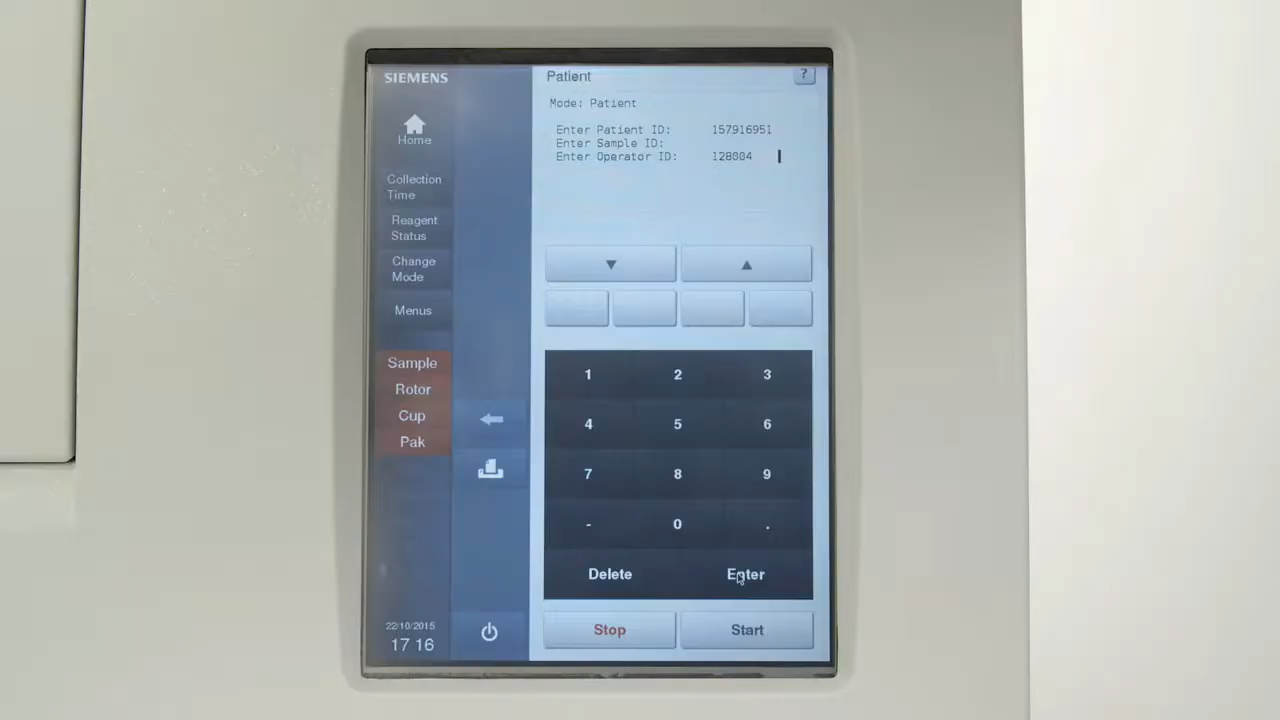 SIEMENS
Home
Collection
Time
Reagent
Status
Change
Mode
Menus
Sample
Rotor
Cup
Pak
22/10/2015
17 16
Patient
?
Mode: Patient
Enter Patient ID: 157916951
Enter Sample ID:
Enter Operator ID: 128004
1 2 3
4 5 6
7 8 9
- 0 .
Delete Enter
Stop Start